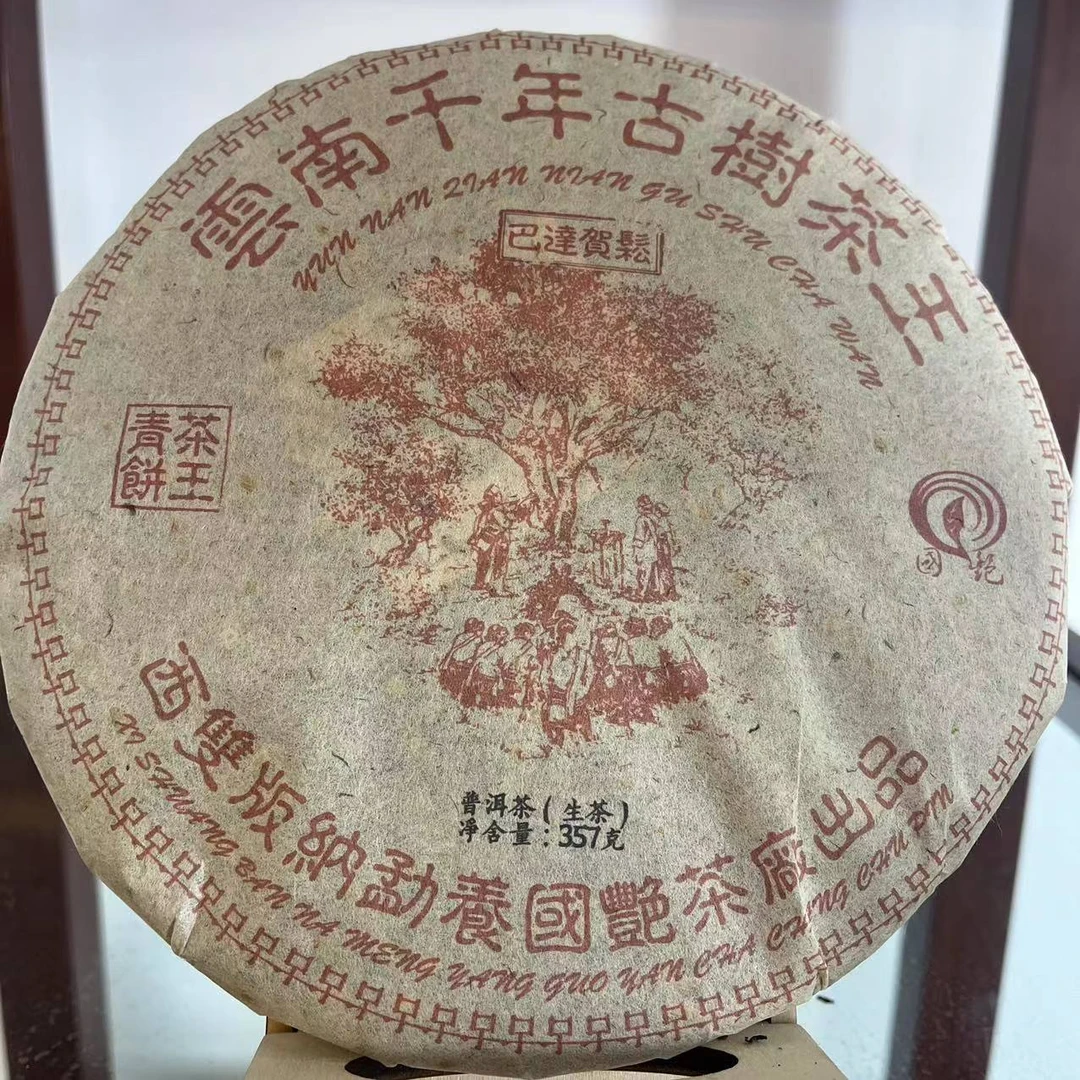 雲南千年古樹茶王
YUN NAN QIAN NIAN GU SHU CHA WAN
巴達賀鬆
茶王
青餅
國艷
普洱茶(生茶)
凈含量:357克
西雙版納勐養國艷茶廠出品
XI SHUANG BAN NA MENG YANG GUO YAN CHA CHANG CHU PIN